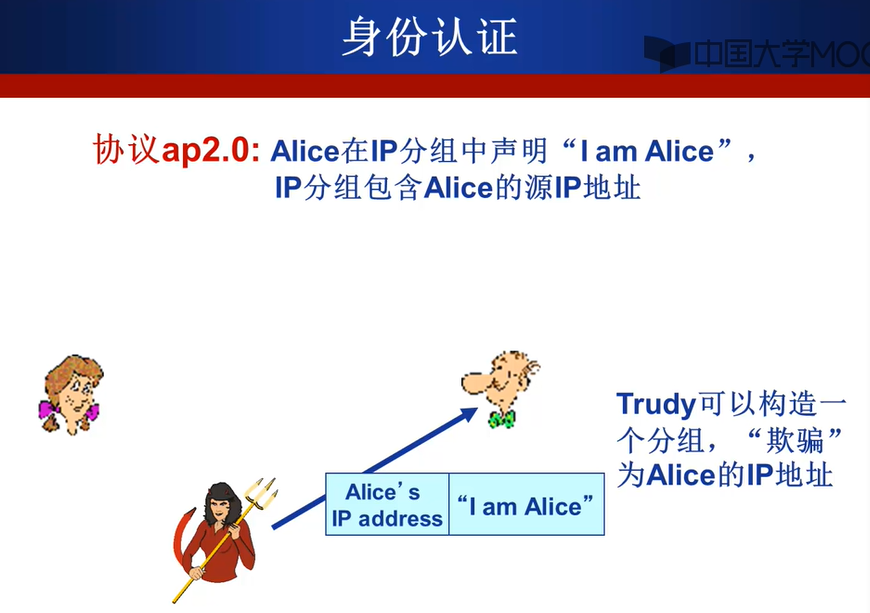 身份认证
中国大学MOO
协议ap2.0: Alice在IP分组中声明“I am Alice”，
IP分组包含Alice的源IP地址
Trudy可以构造一
个分组，“欺骗”
为Alice的IP地址
Alice’s
IP address
“I am Alice”